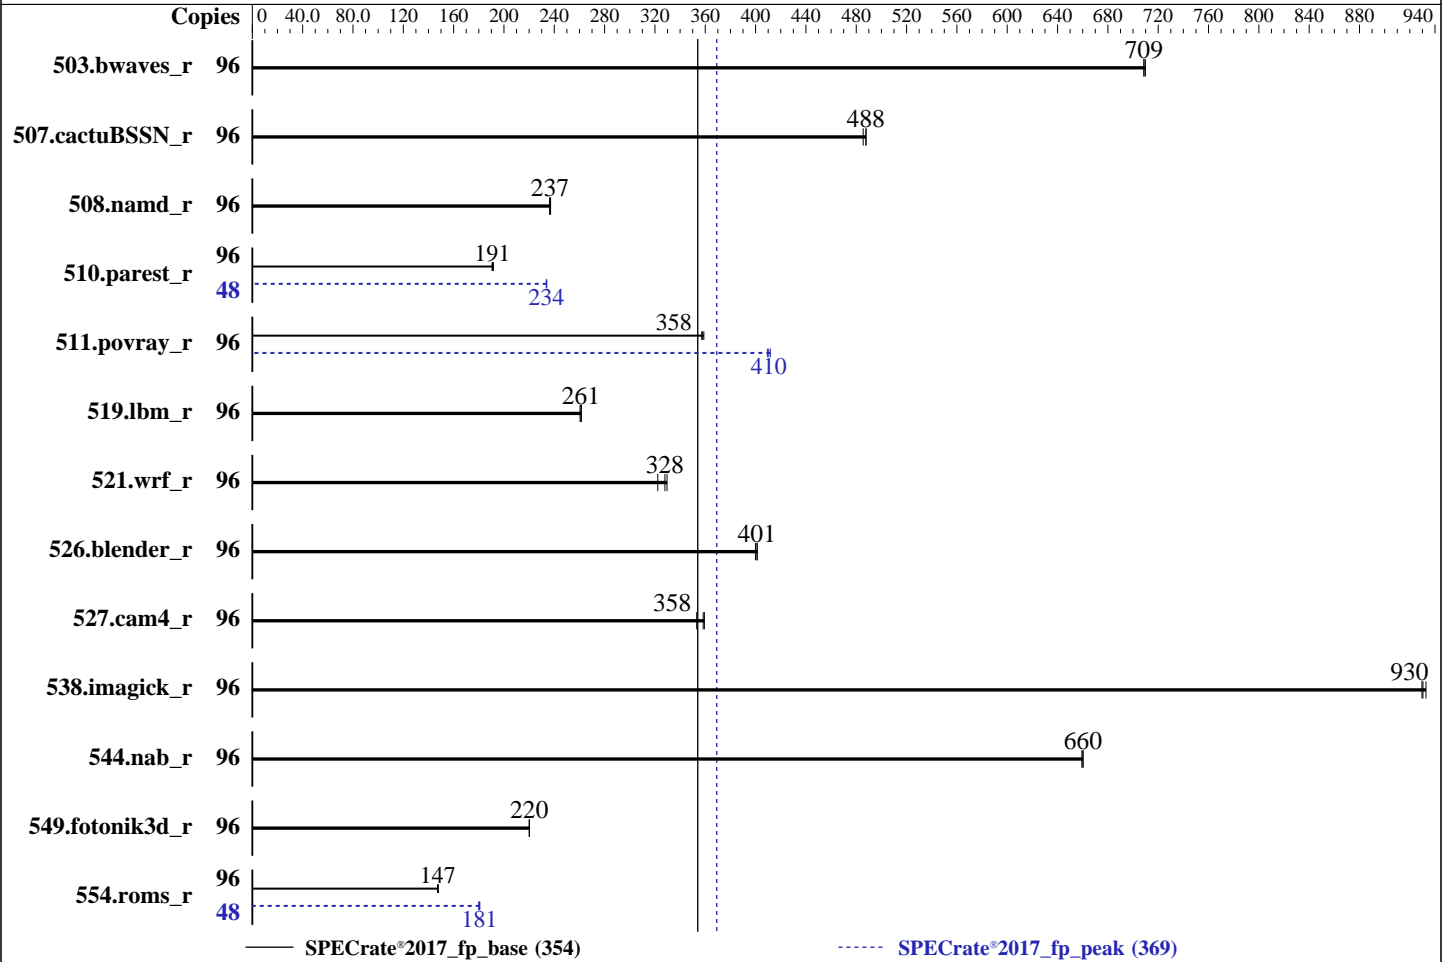 Copies 0 40.0 80.0 120 160 200 240 280 320 360 400 440 480 520 560 600 640 680 720 760 800 840 880 940
709
503.bwaves_r 96
488
507.cactuBSSN_r 96
237
508.namd_r 96
96 191
510.parest_r
48 234
358
511.povray_r 96
410
261
519.lbm_r 96
328
521.wrf_r 96
401
526.blender_r 96
358
527.cam4_r 96
930
538.imagick_r 96
660
544.nab_r 96
220
549.fotonik3d_r 96
96 147
554.roms_r
48 181
SPECrate®2017_fp_base (354) SPECrate®2017_fp_peak (369)